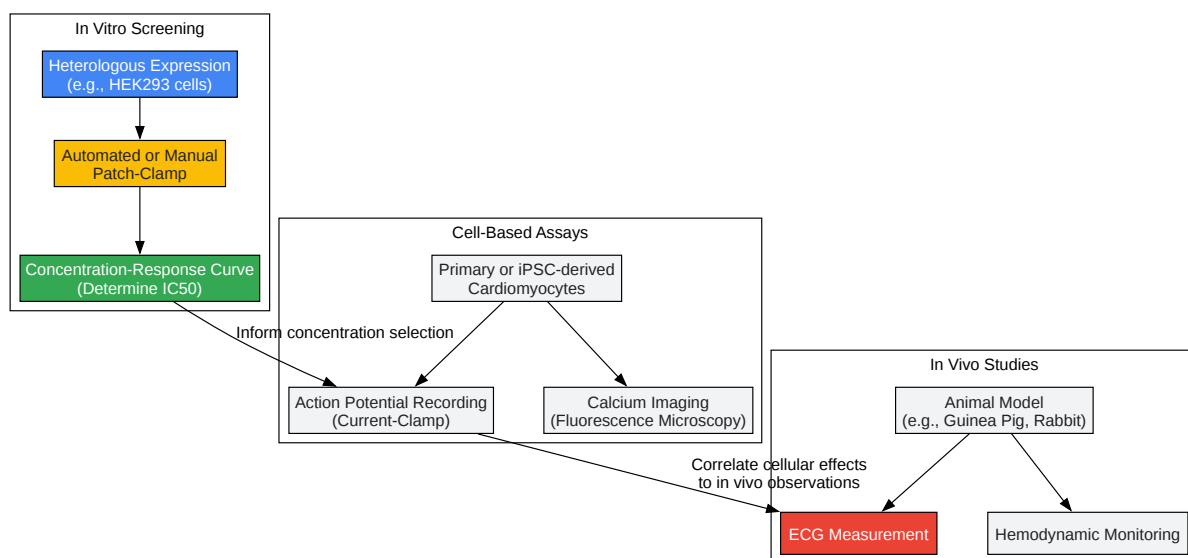 In Vitro Screening
Heterologous Expression
(e.g., HEK293 cells)
Automated or Manual
Patch-Clamp
Concentration-Response Curve
(Determine IC50)
Inform concentration selection
Cell-Based Assays
Primary or iPSC-derived
Cardiomyocytes
Action Potential Recording
(Current-Clamp)
Calcium Imaging
(Fluorescence Microscopy)
Correlate cellular effects
to in vivo observations
In Vivo Studies
Animal Model
(e.g., Guinea Pig, Rabbit)
ECG Measurement
Hemodynamic Monitoring